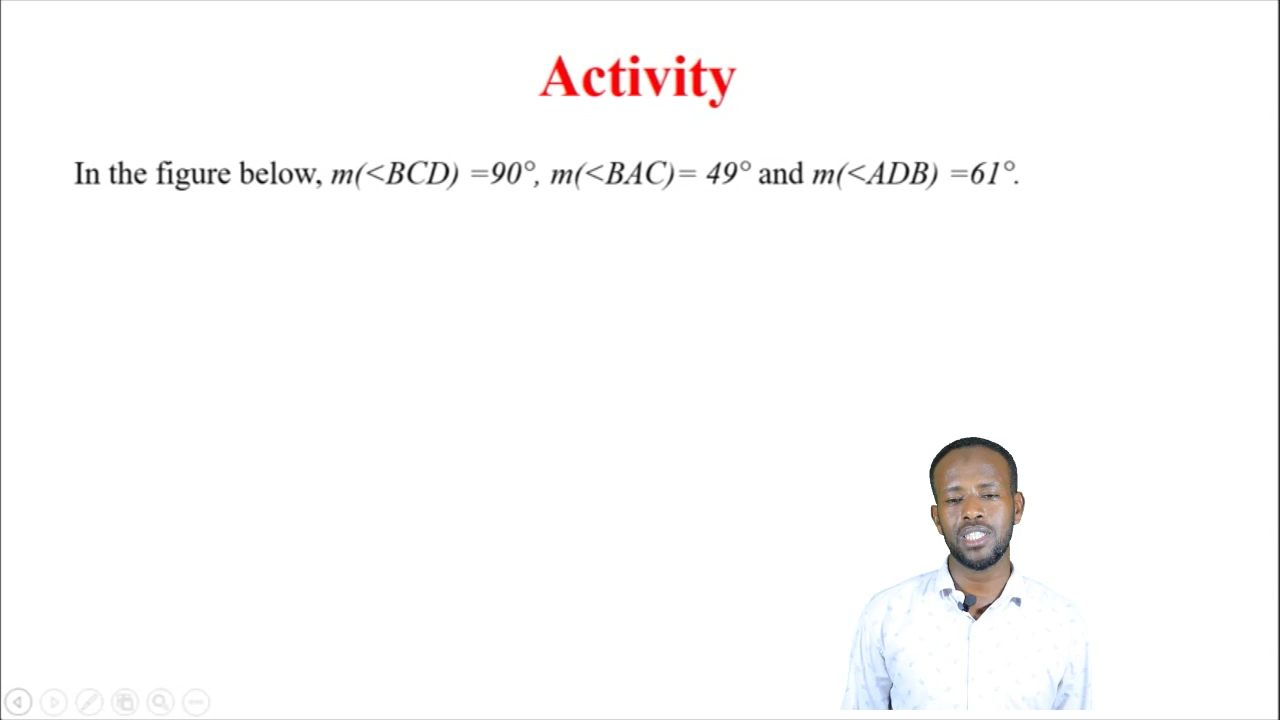 Activity
In the figure below, m(<BCD) =90°, m(<BAC)= 49° and m(<ADB) =61°.